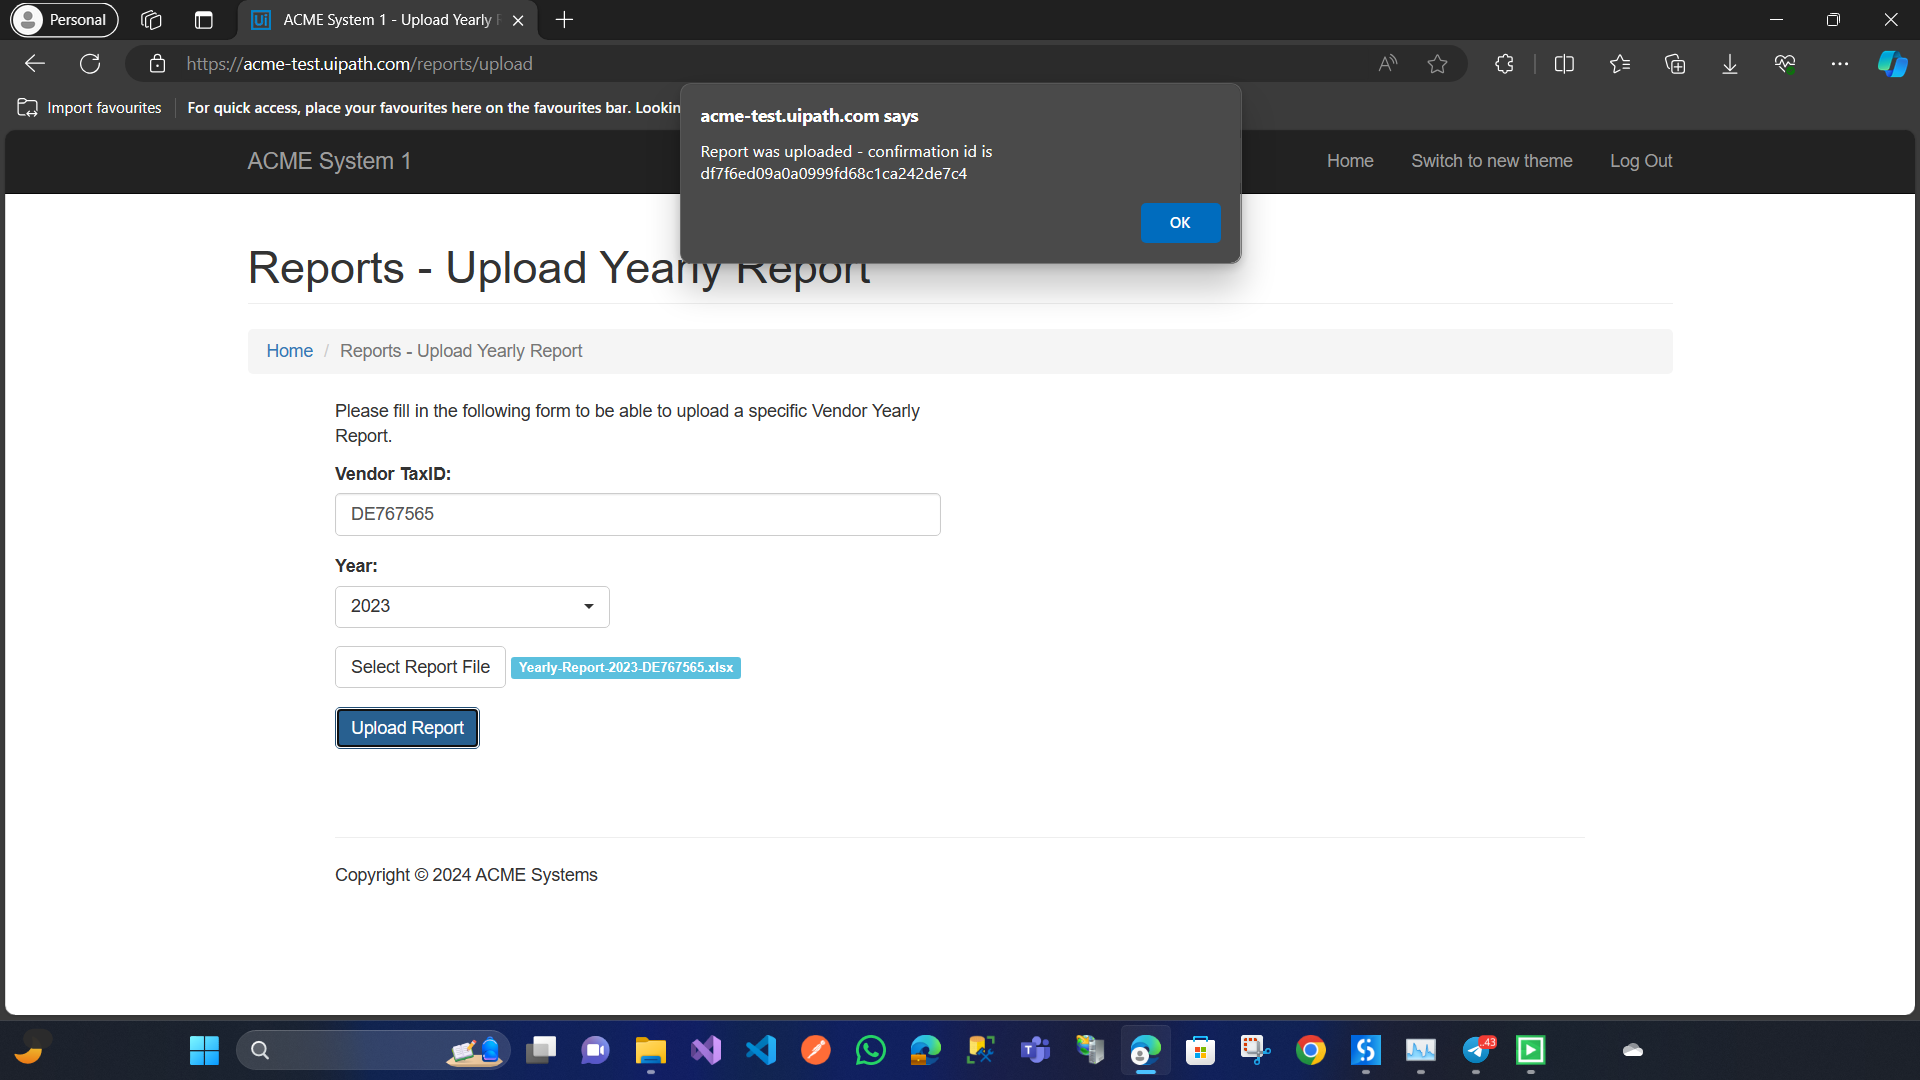 Personal
ACME System 1 - Upload Yearly
https://acme-test.uipath.com/reports/upload
Import favourites
For quick access, place your favourites here on the favourites bar. Lookin
acme-test.uipath.com says
Report was uploaded - confirmation id is
df7f6ed09a0a0999fd68c1ca242de7c4
OK
ACME System 1
Home
Switch to new theme
Log Out
Reports - Upload Yearly Report
Home / Reports - Upload Yearly Report
Please fill in the following form to be able to upload a specific Vendor Yearly
Report.
Vendor TaxID:
DE767565
Year:
2023
Select Report File
Yearly-Report-2023-DE767565.xlsx
Upload Report
Copyright © 2024 ACME Systems
43